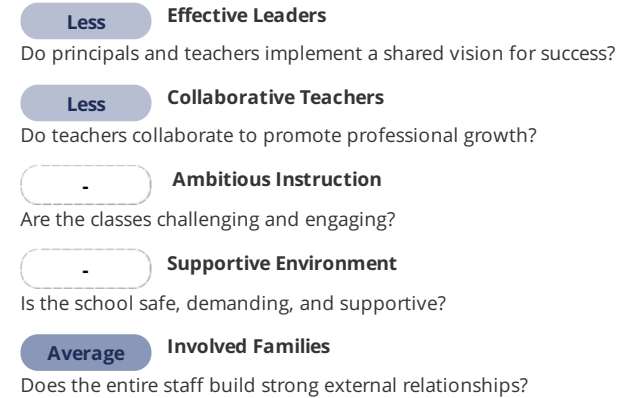 Less Effective Leaders
Do principals and teachers implement a shared vision for success?
Less Collaborative Teachers
Do teachers collaborate to promote professional growth?
- Ambitious Instruction
Are the classes challenging and engaging?
- Supportive Environment
Is the school safe, demanding, and supportive?
Average Involved Families
Does the entire staff build strong external relationships?